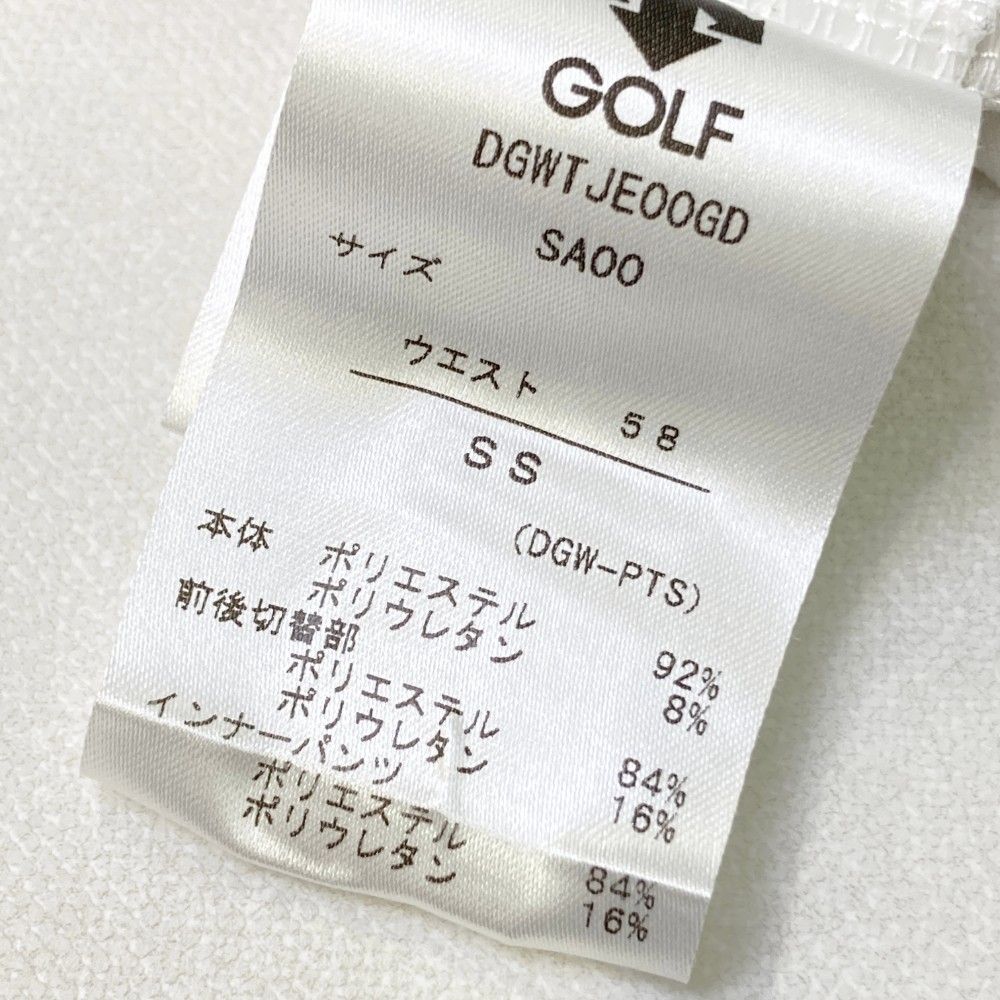 GOLF
DGWTJE00GD
サイズ SA00
ウエスト 58
SS
(DGW-PTS)
本体 ポリエステル 92%
ポリウレタン 8%
前後切替部
ポリエステル 84%
ポリウレタン 16%
インナーパンツ
ポリエステル 84%
ポリウレタン 16%